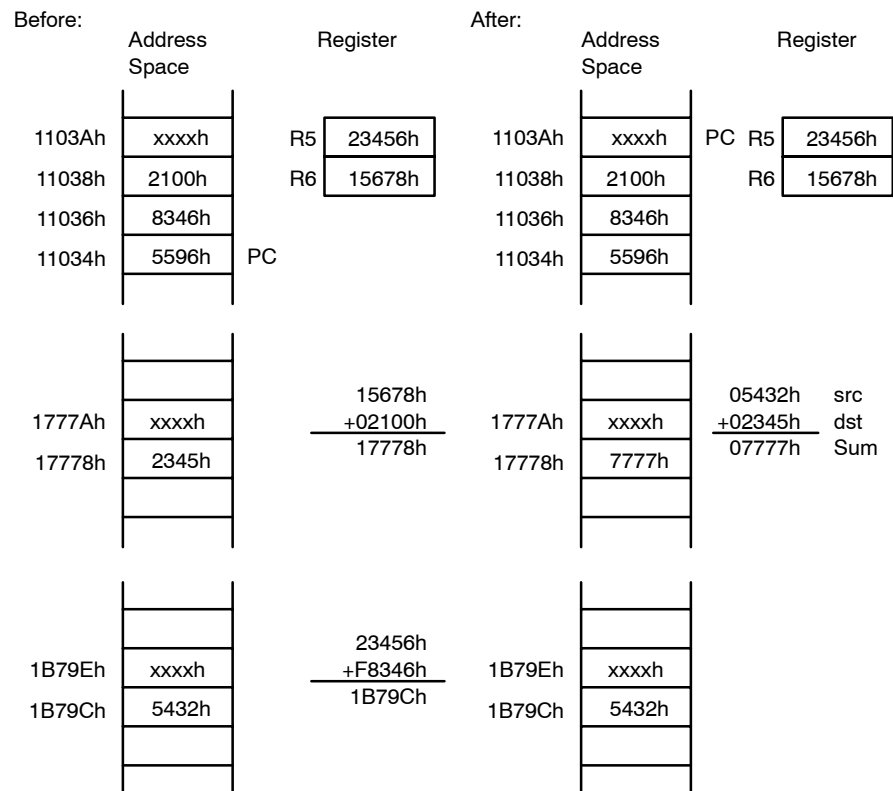 Before:
Address Space
Register
1103Ah xxxxh R5 23456h
11038h 2100h R6 15678h
11036h 8346h
11034h 5596h PC
1777Ah xxxxh
17778h 2345h
15678h
+02100h
17778h
1B79Eh xxxxh
1B79Ch 5432h
23456h
+F8346h
1B79Ch
After:
Address Space
Register
1103Ah xxxxh PC R5 23456h
11038h 2100h R6 15678h
11036h 8346h
11034h 5596h
1777Ah xxxxh
17778h 7777h
05432h src
+02345h dst
07777h Sum
1B79Eh xxxxh
1B79Ch 5432h